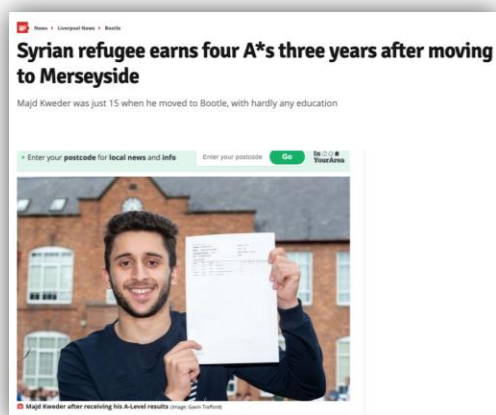 News › Liverpool News › Bootle
Syrian refugee earns four A*s three years after moving
to Merseyside
Majd Kweder was just 15 when he moved to Bootle, with hardly any education
Enter your postcode for local news and info Enter your postcode Go In YourArea
Majd Kweder after receiving his A-Level results (Image: Gavin Trafford)